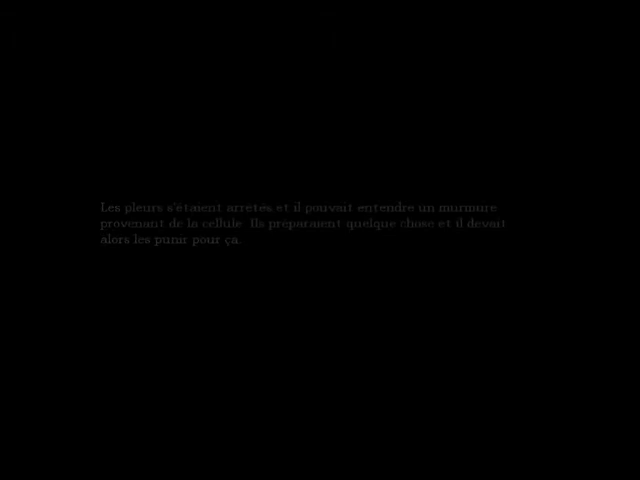 Les pleurs s'étaient arrêtés et il pouvait entendre un murmure
provenant de la cellule. Ils préparaient quelque chose et il devait
alors les punir pour ça.